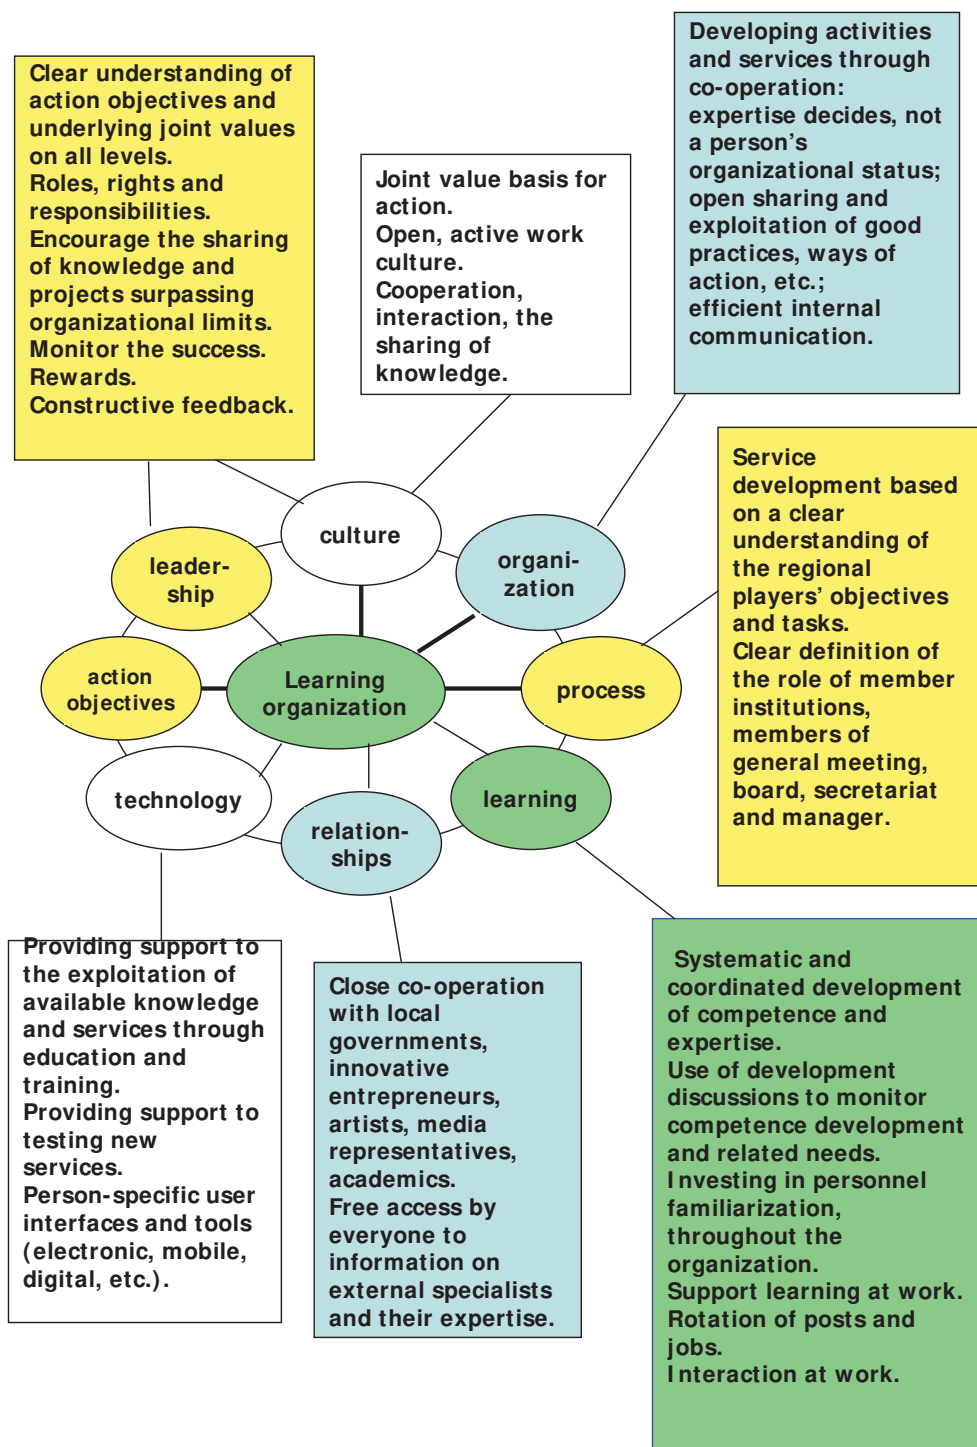 Clear understanding of
action objectives and
underlying joint values
on all levels.
Roles, rights and
responsibilities.
Encourage the sharing
of knowledge and
projects surpassing
organizational limits.
Monitor the success.
Rewards.
Constructive feedback.
Joint value basis for
action.
Open, active work
culture.
Cooperation,
interaction, the
sharing of
knowledge.
Developing activities
and services through
co-operation:
expertise decides, not
a person's
organizational status;
open sharing and
exploitation of good
practices, ways of
action, etc.;
efficient internal
communication.
Service
development based
on a clear
understanding of
the regional
players' objectives
and tasks.
Clear definition of
the role of member
institutions,
members of
general meeting,
board, secretariat
and manager.
culture
leader-
ship
organi-
zation
action
objectives
Learning
organization
process
technology
relation-
ships
learning
Providing support to
the exploitation of
available knowledge
and services through
education and
training.
Providing support to
testing new
services.
Person-specific user
interfaces and tools
(electronic, mobile,
digital, etc.).
Close co-operation
with local
governments,
innovative
entrepreneurs,
artists, media
representatives,
academics.
Free access by
everyone to
information on
external specialists
and their expertise.
Systematic and
coordinated development
of competence and
expertise.
Use of development
discussions to monitor
competence development
and related needs.
Investing in personnel
familiarization,
throughout the
organization.
Support learning at work.
Rotation of posts and
jobs.
Interaction at work.